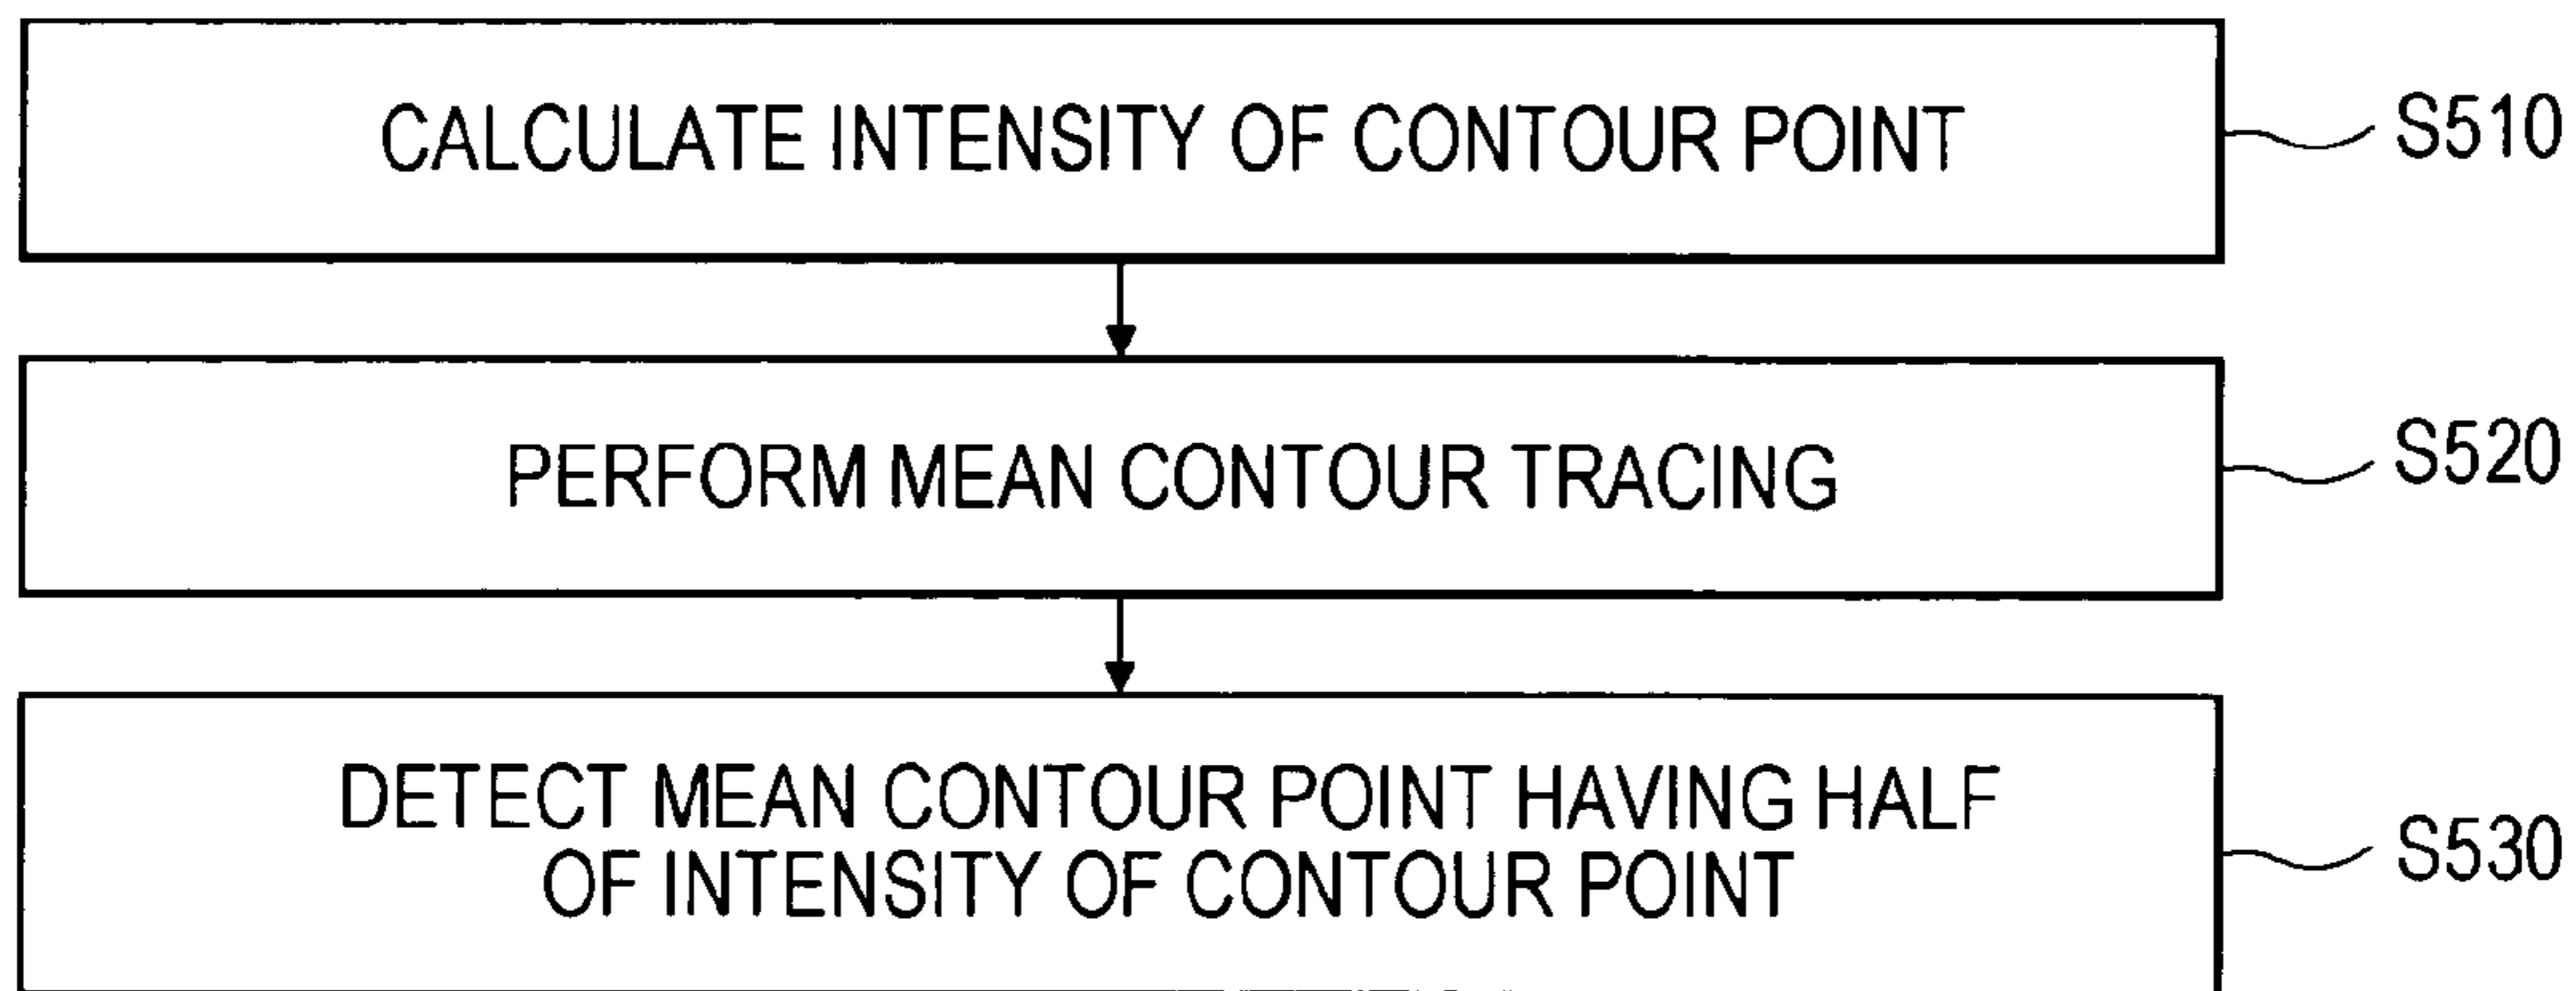 CALCULATE INTENSITY OF CONTOUR POINT
S510
PERFORM MEAN CONTOUR TRACING
S520
DETECT MEAN CONTOUR POINT HAVING HALF
OF INTENSITY OF CONTOUR POINT
S530